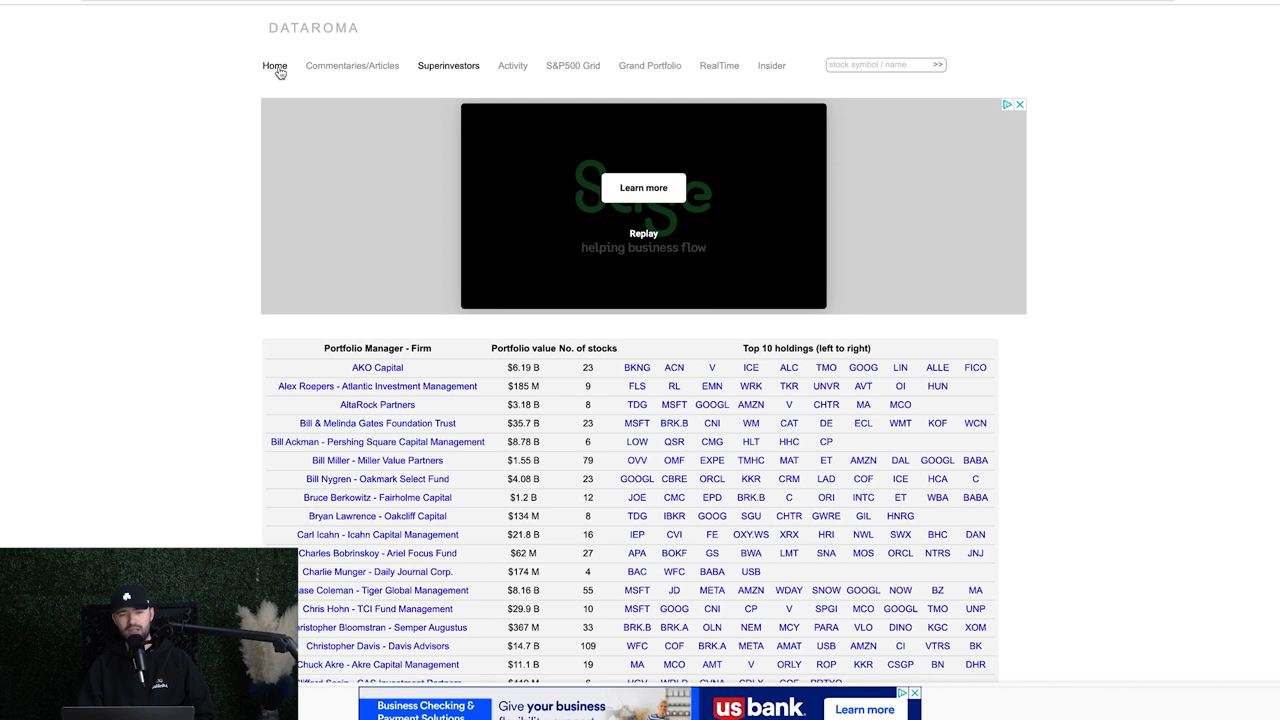 DATAROMA
Home Commentaries/Articles Superinvestors Activity S&P500 Grid Grand Portfolio RealTime Insider stock symbol / name >>
Learn more
Replay
helping business flow
Portfolio Manager - Firm Portfolio value No. of stocks Top 10 holdings (left to right)
AKO Capital $6.19 B 23 BKNG ACN V ICE ALC TMO GOOG LIN ALLE FICO
Alex Roepers - Atlantic Investment Management $185 M 9 FLS RL EMN WRK TKR UNVR AVT OI HUN
AltaRock Partners $3.18 B 8 TDG MSFT GOOGL AMZN V CHTR MA MCO
Bill & Melinda Gates Foundation Trust $35.7 B 23 MSFT BRK.B CNI WM CAT DE ECL WMT KOF WCN
Bill Ackman - Pershing Square Capital Management $8.78 B 6 LOW QSR CMG HLT HHC CP
Bill Miller - Miller Value Partners $1.55 B 79 OVV OMF EXPE TMHC MAT ET AMZN DAL GOOGL BABA
Bill Nygren - Oakmark Select Fund $4.08 B 23 GOOGL CBRE ORCL KKR CRM LAD COF ICE HCA C
Bruce Berkowitz - Fairholme Capital $1.2 B 12 JOE CMC EPD BRK.B C ORI INTC ET WBA BABA
Bryan Lawrence - Oakcliff Capital $134 M 8 TDG IBKR GOOG SGU CHTR GWRE GIL HNRG
Carl Icahn - Icahn Capital Management $21.8 B 16 IEP CVI FE OXY.WS XRX HRI NWL SWX BHC DAN
Charles Bobrinskoy - Ariel Focus Fund $62 M 27 APA BOKF GS BWA LMT SNA MOS ORCL NTRS JNJ
Charlie Munger - Daily Journal Corp. $174 M 4 BAC WFC BABA USB
ase Coleman - Tiger Global Management $8.16 B 55 MSFT JD META AMZN WDAY SNOW GOOGL NOW BZ MA
Chris Hohn - TCI Fund Management $29.9 B 10 MSFT GOOG CNI CP V SPGI MCO GOOGL TMO UNP
ristopher Bloomstran - Semper Augustus $367 M 33 BRK.B BRK.A OLN NEM MCY PARA VLO DINO KGC XOM
Christopher Davis - Davis Advisors $14.7 B 109 WFC COF BRK.A META AMAT USB AMZN CI VTRS BK
Chuck Akre - Akre Capital Management $11.1 B 19 MA MCO AMT V ORLY ROP KKR CSGP BN DHR
Business Checking &
Payment Solutions
Give your business
us bank.
Learn more